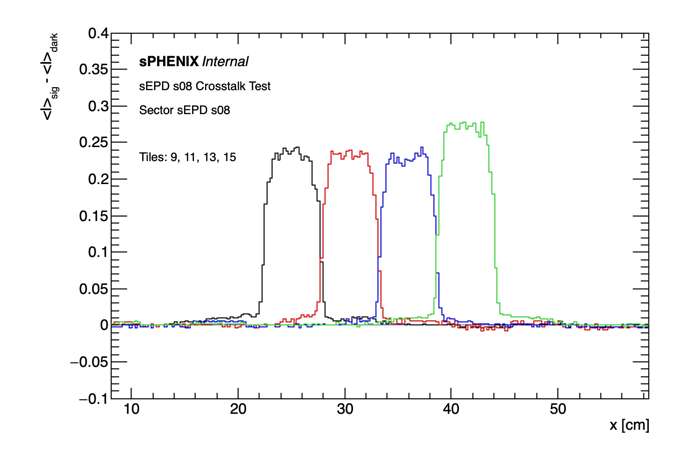 0.4
<I>sig - <I>dark
sPHENIX Internal
0.35
sEPD s08 Crosstalk Test
0.3
Sector sEPD s08
0.25
Tiles: 9, 11, 13, 15
0.2
0.15
0.1
0.05
0
−0.05
−0.1
10 20 30 40 50
x [cm]